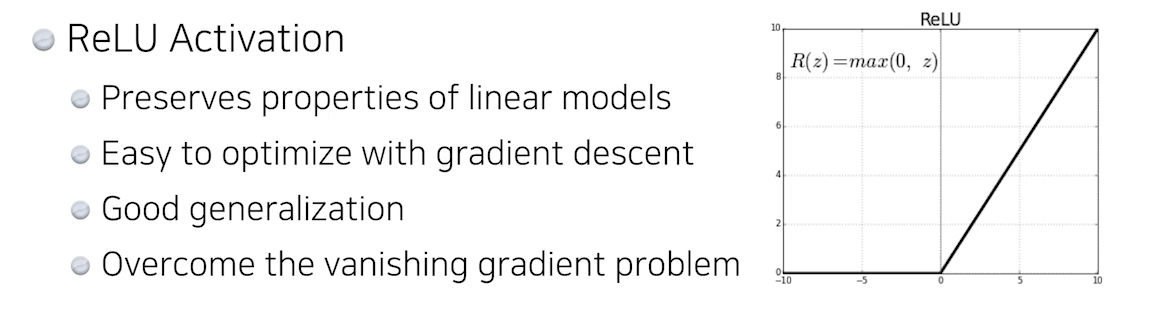 ReLU Activation
Preserves properties of linear models
Easy to optimize with gradient descent
Good generalization
Overcome the vanishing gradient problem
ReLU
R(z)=max(0, z)
10
8
6
4
2
0
−10 −5 0 5 10